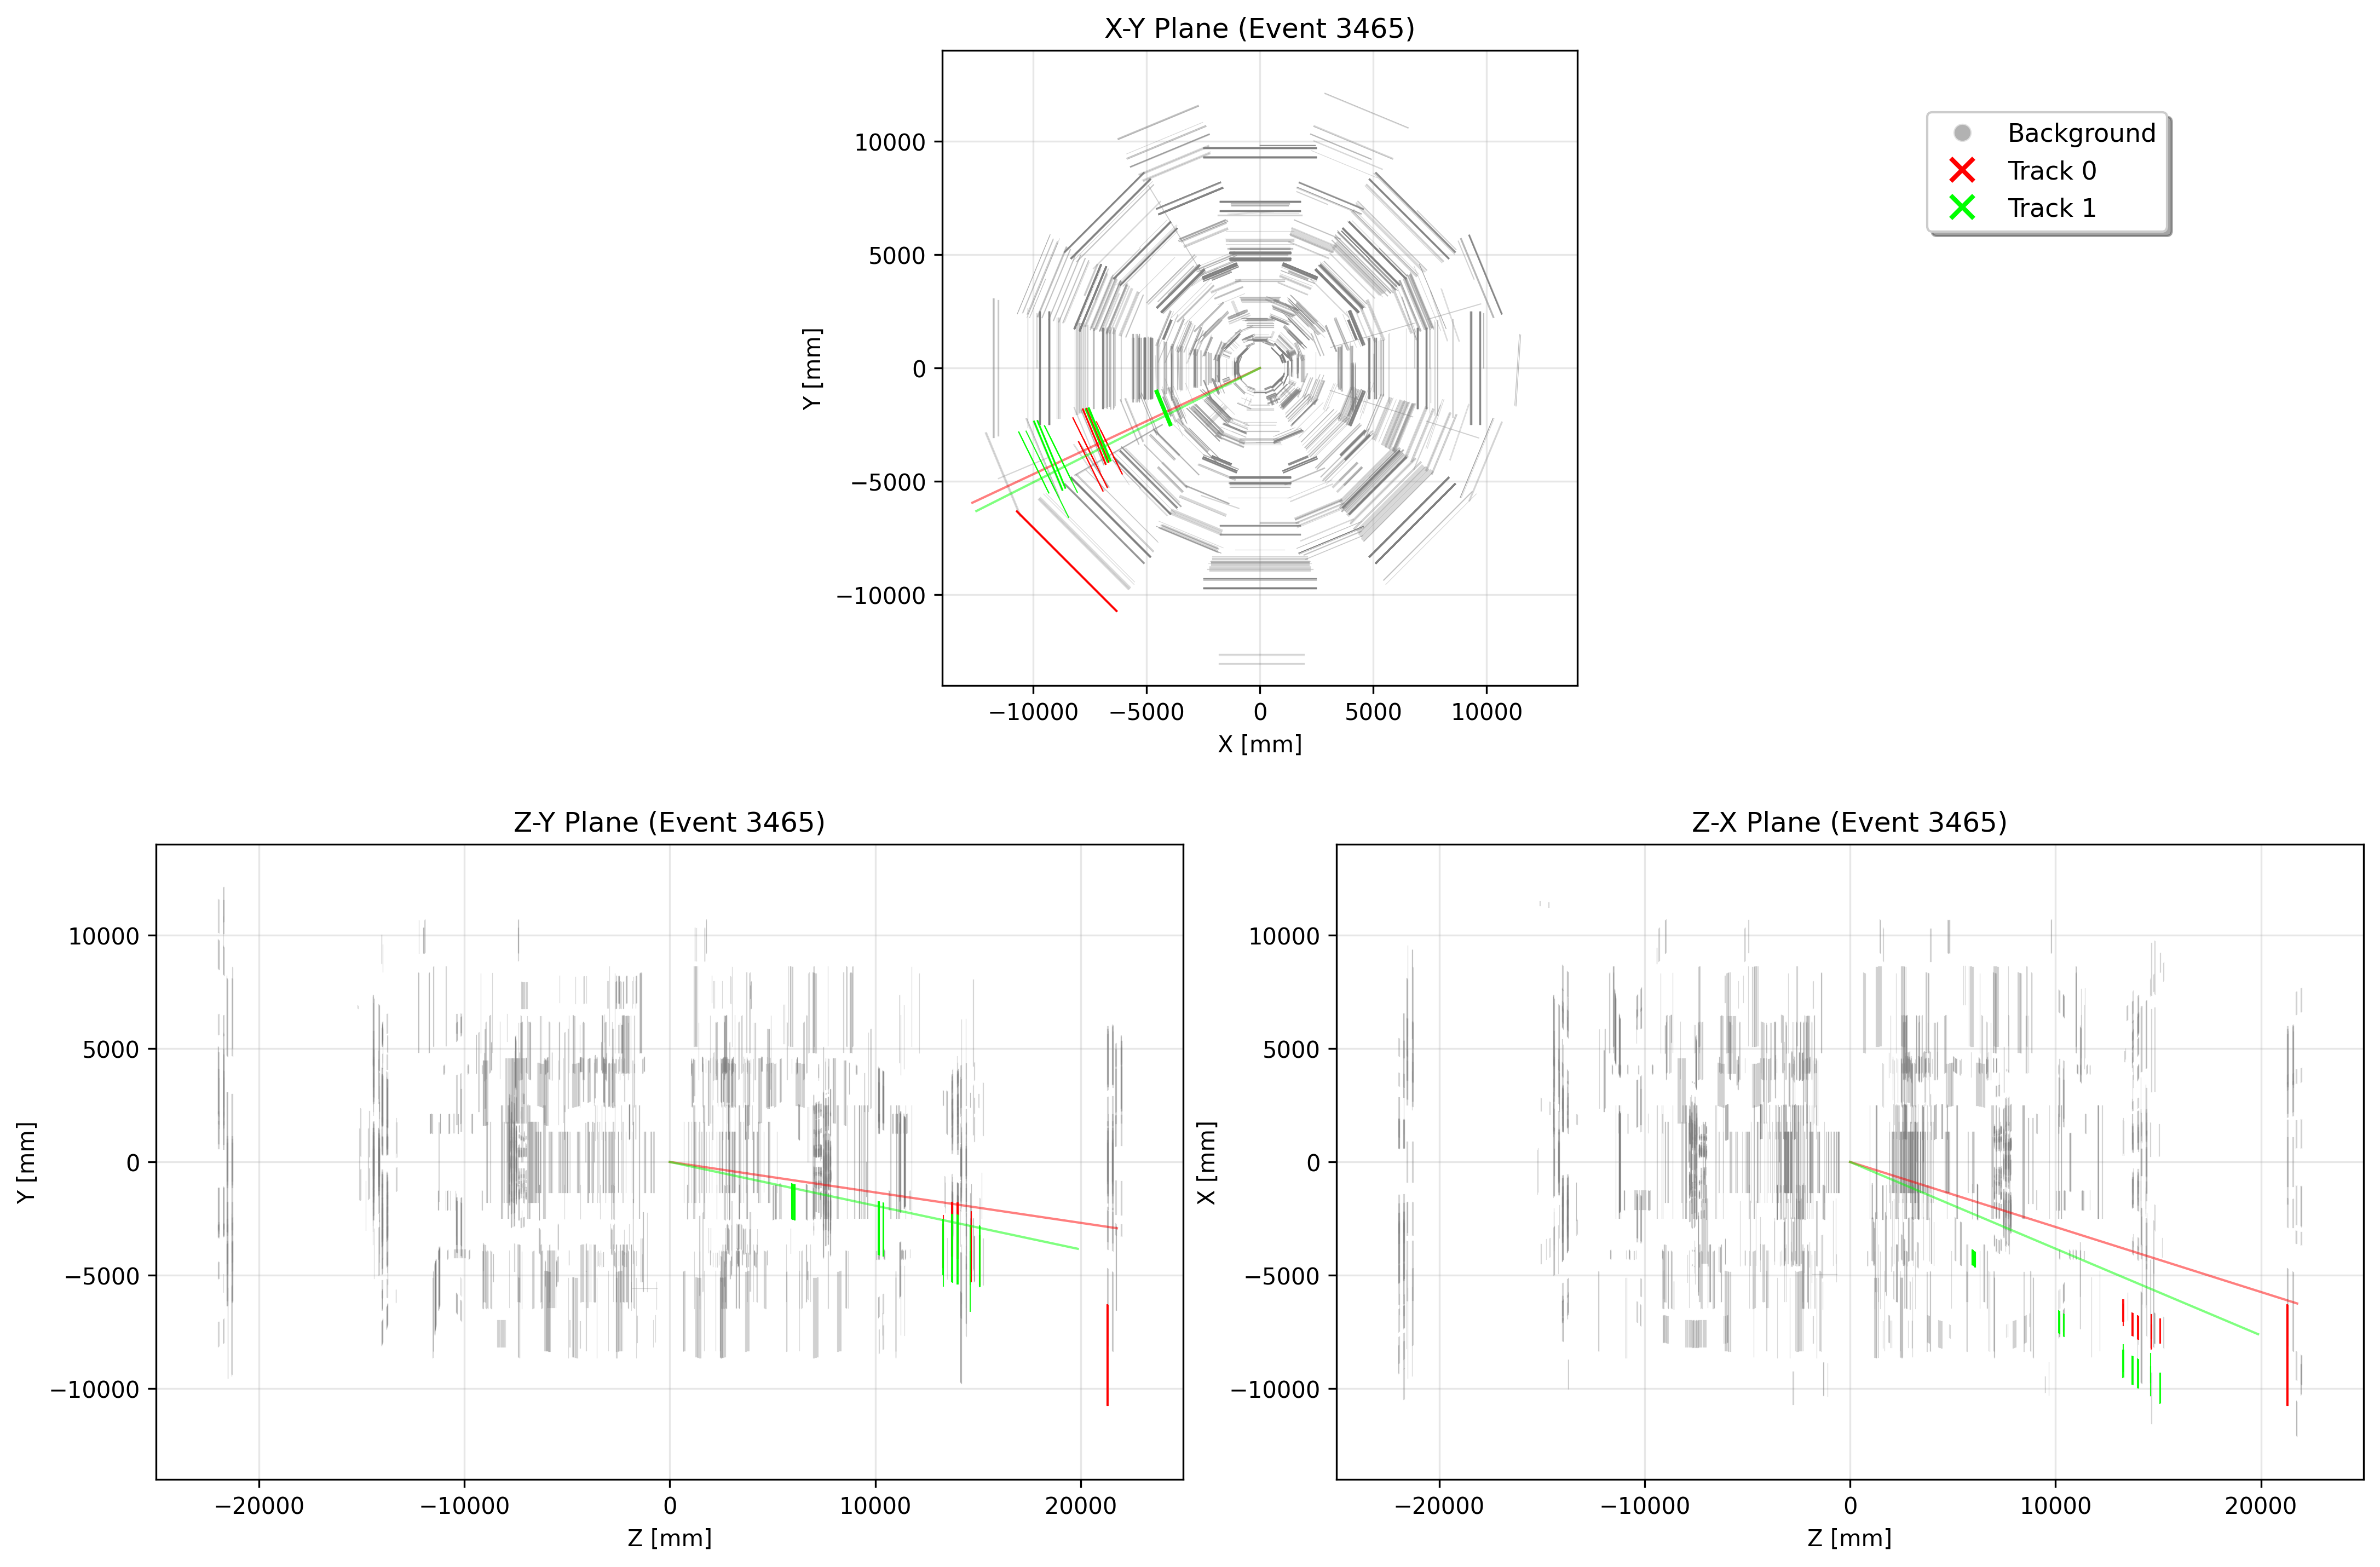 X-Y Plane (Event 3465)
Background
Track 0
Track 1
10000
5000
0
−5000
−10000
Y [mm]
−10000 −5000 0 5000 10000
X [mm]
Z-Y Plane (Event 3465)
10000
5000
0
−5000
−10000
Y [mm]
−20000 −10000 0 10000 20000
Z [mm]
Z-X Plane (Event 3465)
10000
5000
0
−5000
−10000
X [mm]
−20000 −10000 0 10000 20000
Z [mm]